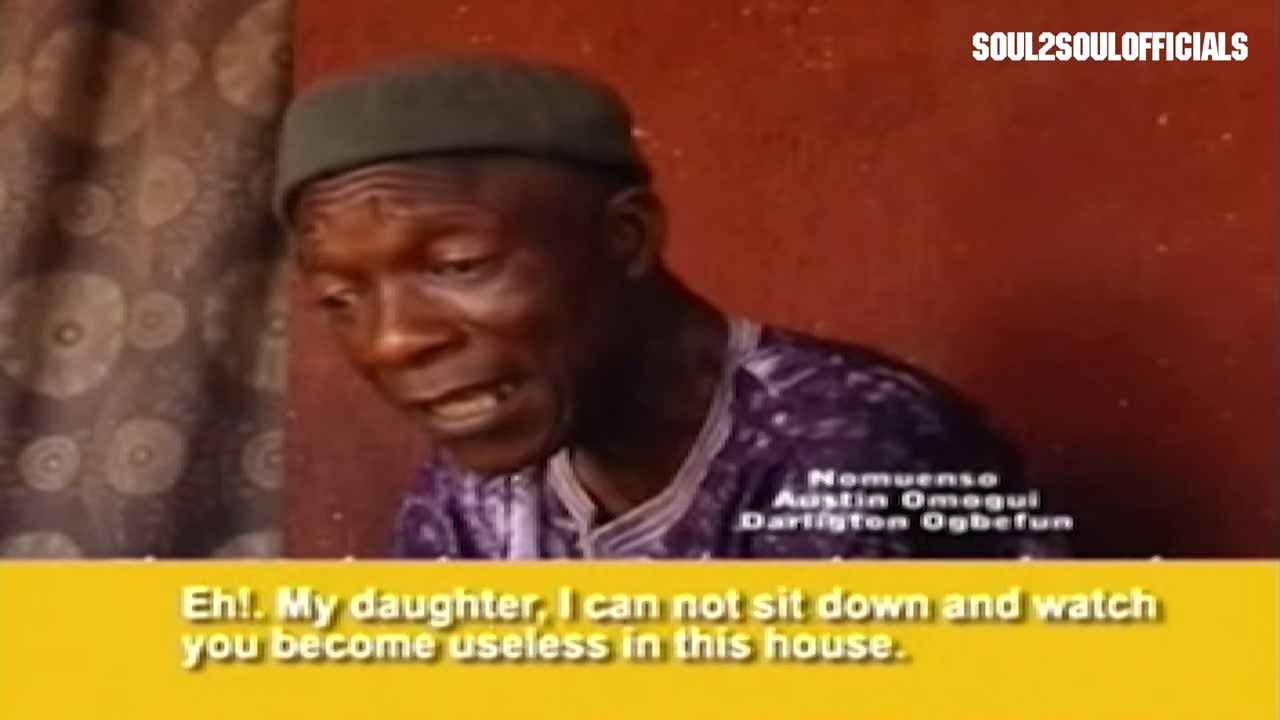 SOUL2SOULOFFICIALS
Nomuenso
Austin Omogui
Darligton Ogbefun
Eh!. My daughter, I can not sit down and watch
you become useless in this house.